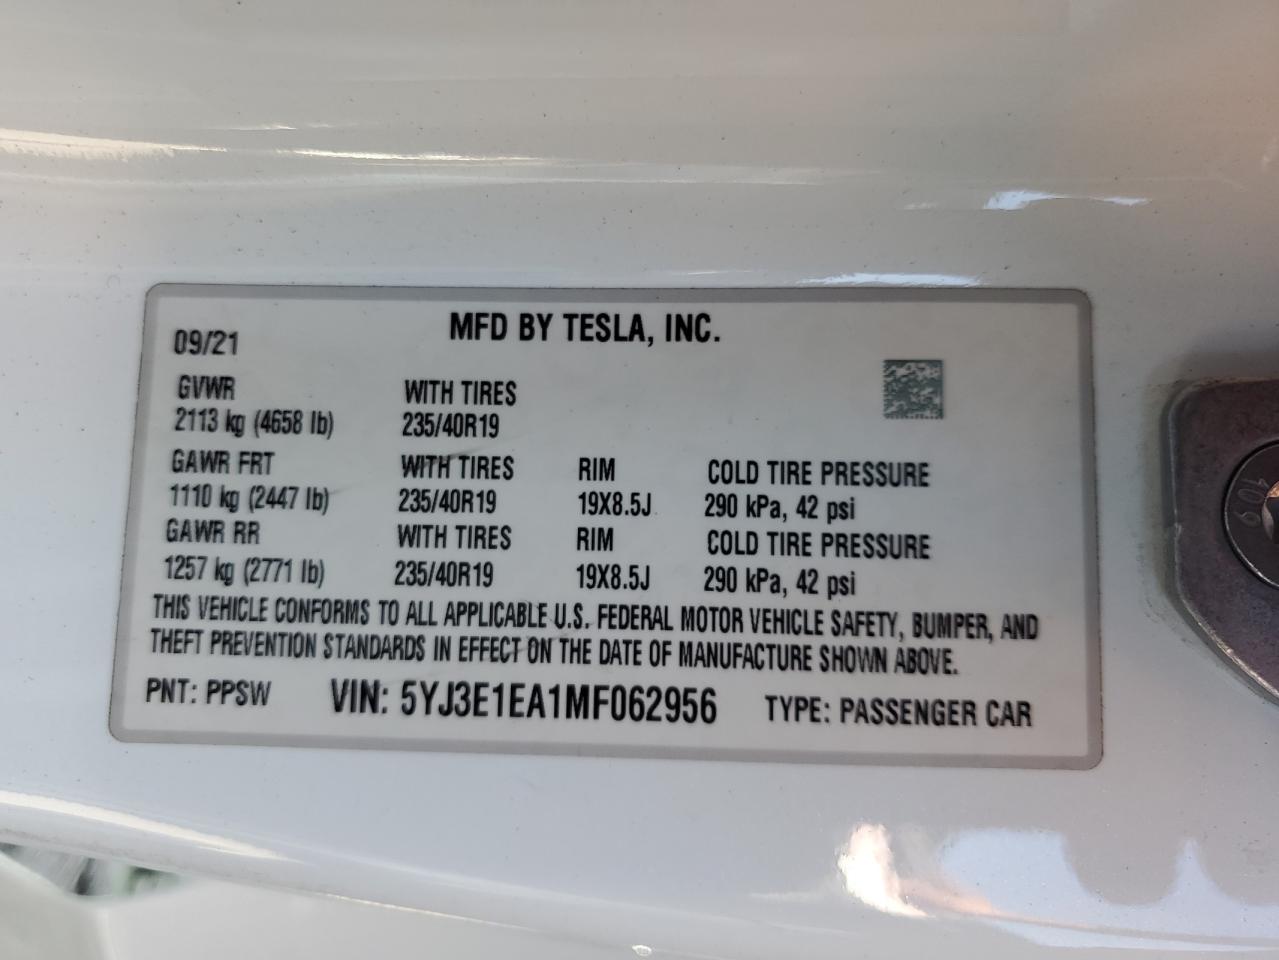 MFD BY TESLA, INC.
09/21
GVWR WITH TIRES
2113 kg (4658 lb) 235/40R19
GAWR FRT WITH TIRES RIM COLD TIRE PRESSURE
1110 kg (2447 lb) 235/40R19 19X8.5J 290 kPa, 42 psi
GAWR RR WITH TIRES RIM COLD TIRE PRESSURE
1257 kg (2771 lb) 235/40R19 19X8.5J 290 kPa, 42 psi
THIS VEHICLE CONFORMS TO ALL APPLICABLE U.S. FEDERAL MOTOR VEHICLE SAFETY, BUMPER, AND
THEFT PREVENTION STANDARDS IN EFFECT ON THE DATE OF MANUFACTURE SHOWN ABOVE.
PNT: PPSW VIN: 5YJ3E1EA1MF062956 TYPE: PASSENGER CAR
10.9